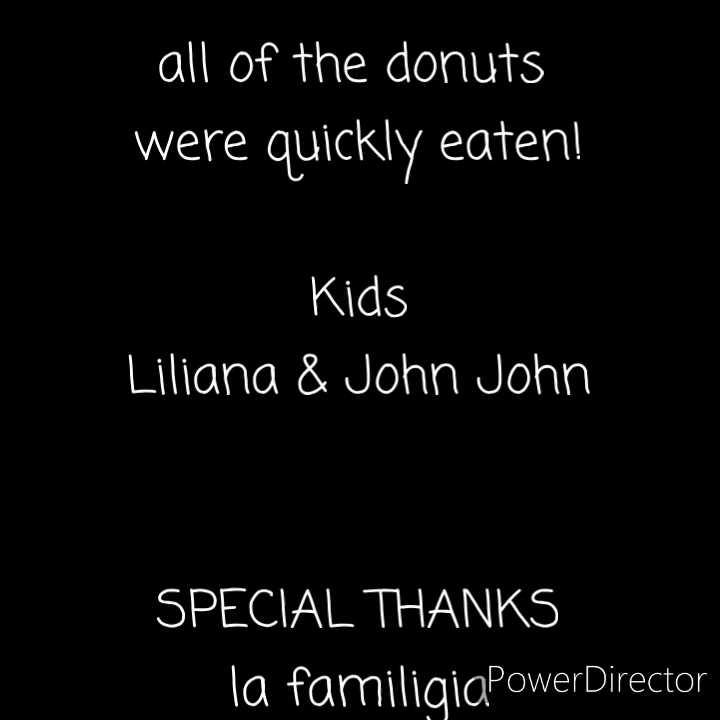 all of the donuts
were quickly eaten!
Kids
Liliana & John John
SPECIAL THANKS
la familigia
PowerDirector